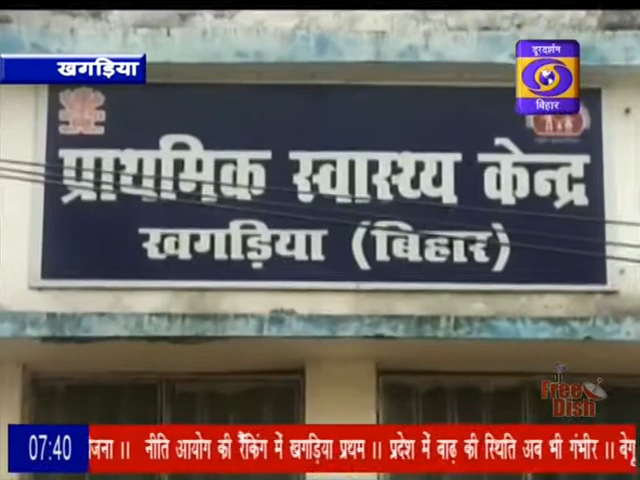 खगड़िया
दूरदर्शन
बिहार
प्राथमिक स्वास्थ्य केन्द्र
खगड़िया (बिहार)
Free
Dish
07:40 जना || नीति आयोग की रैंकिंग में खगड़िया प्रथम || प्रदेश में बाढ़ की स्थिति अब भी गंभीर || बेगू